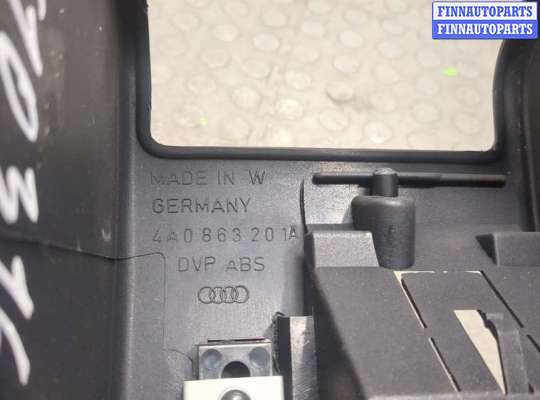 FINNAUTOPARTS
FINNAUTOPARTS
MADE IN W
GERMANY
4A0 863 201A
DVP ABS